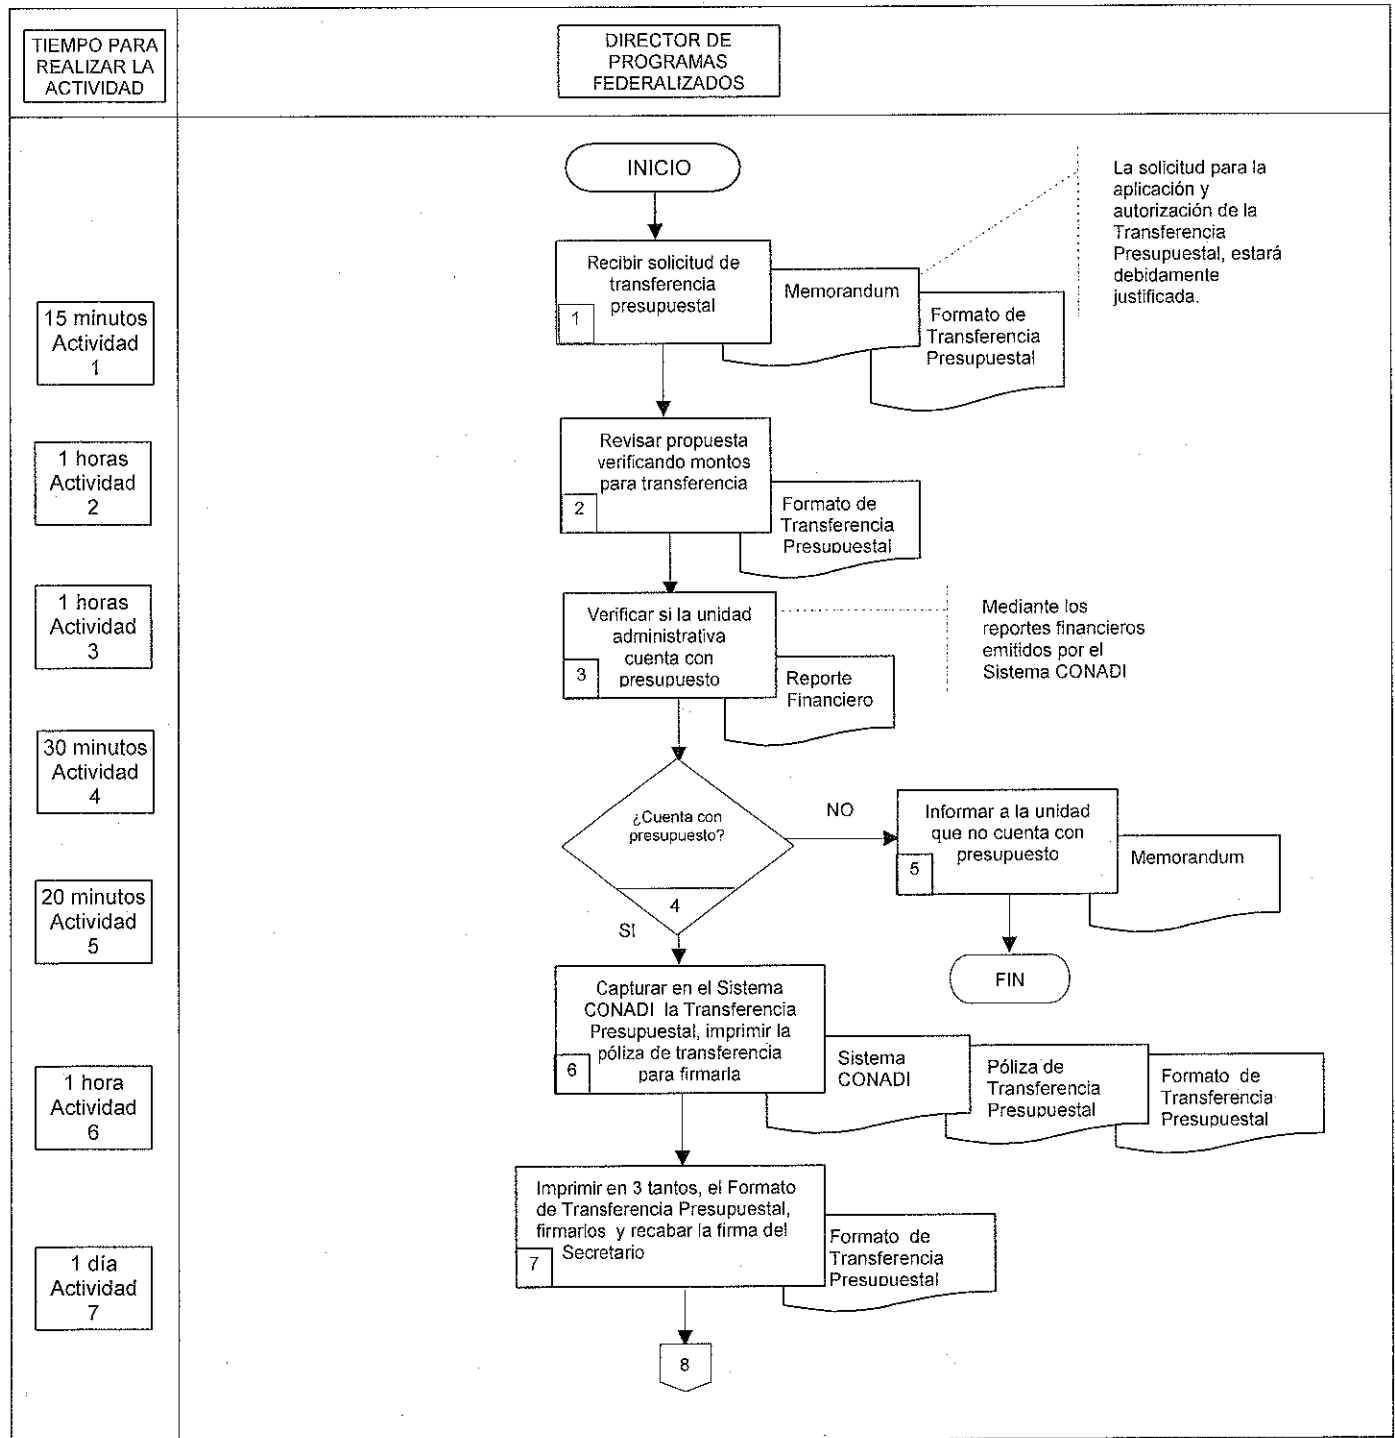 TIEMPO PARA
REALIZAR LA
ACTIVIDAD
DIRECTOR DE
PROGRAMAS
FEDERALIZADOS
INICIO
La solicitud para la
aplicación y
autorización de la
Transferencia
Presupuestal, estará
debidamente
justificada.
15 minutos
Actividad
1
Recibir solicitud de
transferencia
presupuestal
1
Memorandum
Formato de
Transferencia
Presupuestal
1 horas
Actividad
2
Revisar propuesta
verificando montos
para transferencia
2
Formato de
Transferencia
Presupuestal
1 horas
Actividad
3
Verificar si la unidad
administrativa
cuenta con
presupuesto
3
Reporte
Financiero
Mediante los
reportes financieros
emitidos por el
Sistema CONADI
30 minutos
Actividad
4
¿Cuenta con
presupuesto?
4
NO
SI
20 minutos
Actividad
5
Informar a la unidad
que no cuenta con
presupuesto
5
Memorandum
FIN
1 hora
Actividad
6
Capturar en el Sistema
CONADI la Transferencia
Presupuestal, imprimir la
póliza de transferencia
para firmarla
6
Sistema
CONADI
Póliza de
Transferencia
Presupuestal
Formato de
Transferencia
Presupuestal
1 día
Actividad
7
Imprimir en 3 tantos, el Formato
de Transferencia Presupuestal,
firmarlos y recabar la firma del
Secretario
7
Formato de
Transferencia
Presupuestal
8